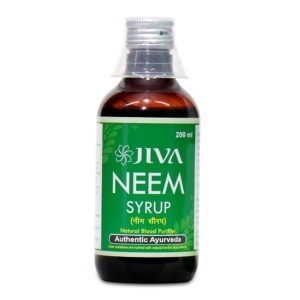 200 ml
JIVA
NEEM
SYRUP
(नीम सीरप)
Natural Blood Purifier
Authentic Ayurveda